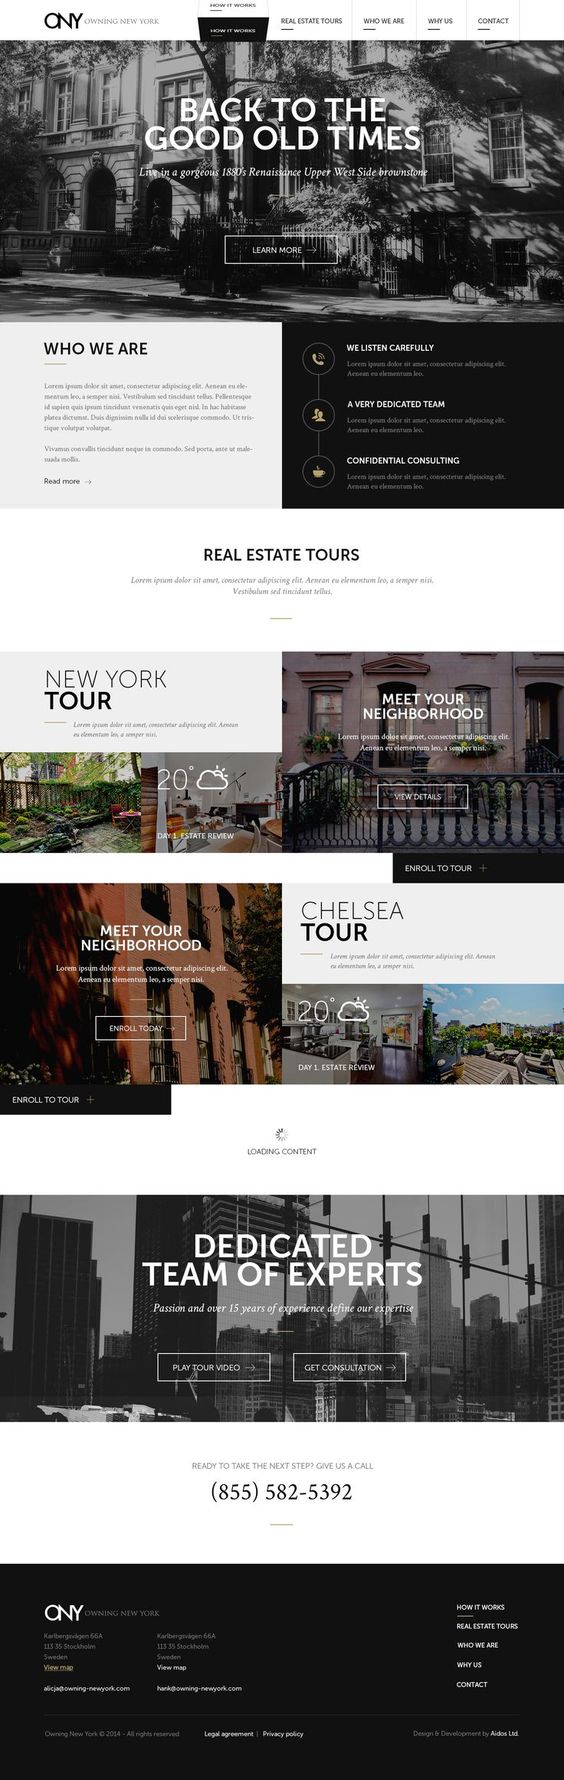 ONY OWNING NEW YORK
HOW IT WORKS
HOW IT WORKS
REAL ESTATE TOURS
WHO WE ARE
WHY US
CONTACT
BACK TO THE
GOOD OLD TIMES
Live in a gorgeous 1880's Renaissance Upper West Side brownstone
LEARN MORE
WHO WE ARE
Lorem ipsum dolor sit amet, consectetur adipiscing elit. Aenean eu ele-
mentum leo, a semper nisi. Vestibulum sed tincidunt tellus. Pellentesque
id sapien quis ipsum tincidunt venenatis quis eget nisl. In hac habitasse
platea dictumst. Duis dignissim nulla id dui scelerisque commodo. Ut tris-
tique volutpat volutpat.
Vivamus convallis tincidunt neque in commodo. Sed porta, ante ut male-
suada mollis.
Read more
WE LISTEN CAREFULLY
Lorem ipsum dolor sit amet, consectetur adipiscing elit.
Aenean eu elementum leo.
A VERY DEDICATED TEAM
Lorem ipsum dolor sit amet, consectetur adipiscing elit.
Aenean eu elementum leo.
CONFIDENTIAL CONSULTING
Lorem ipsum dolor sit amet, consectetur adipiscing elit.
Aenean eu elementum leo.
REAL ESTATE TOURS
Lorem ipsum dolor sit amet, consectetur adipiscing elit. Aenean eu elementum leo, a semper nisi.
Vestibulum sed tincidunt tellus.
NEW YORK
TOUR
Lorem ipsum dolor sit amet, consectetur adipiscing elit. Aenean
eu elementum leo, a semper nisi.
20°
DAY 1. ESTATE REVIEW
MEET YOUR
NEIGHBORHOOD
Lorem ipsum dolor sit amet, consectetur adipiscing elit.
Aenean eu elementum leo, a semper nisi.
VIEW DETAILS
ENROLL TO TOUR +
MEET YOUR
NEIGHBORHOOD
Lorem ipsum dolor sit amet, consectetur adipiscing elit.
Aenean eu elementum leo, a semper nisi.
ENROLL TODAY
CHELSEA
TOUR
Lorem ipsum dolor sit amet, consectetur adipiscing elit. Aenean
eu elementum leo, a semper nisi.
20°
DAY 1. ESTATE REVIEW
ENROLL TO TOUR +
LOADING CONTENT
DEDICATED
TEAM OF EXPERTS
Passion and over 15 years of experience define our expertise
PLAY TOUR VIDEO
GET CONSULTATION
READY TO TAKE THE NEXT STEP? GIVE US A CALL
(855) 582-5392
ONY OWNING NEW YORK
Karlbergsvägen 66A
113 35 Stockholm
Sweden
View map
alicja@owning-newyork.com
Karlbergsvägen 66A
113 35 Stockholm
Sweden
View map
hank@owning-newyork.com
HOW IT WORKS
REAL ESTATE TOURS
WHO WE ARE
WHY US
CONTACT
Owning New York © 2014 - All rights reserved
Legal agreement | Privacy policy
Design & Development by Aidos Ltd.